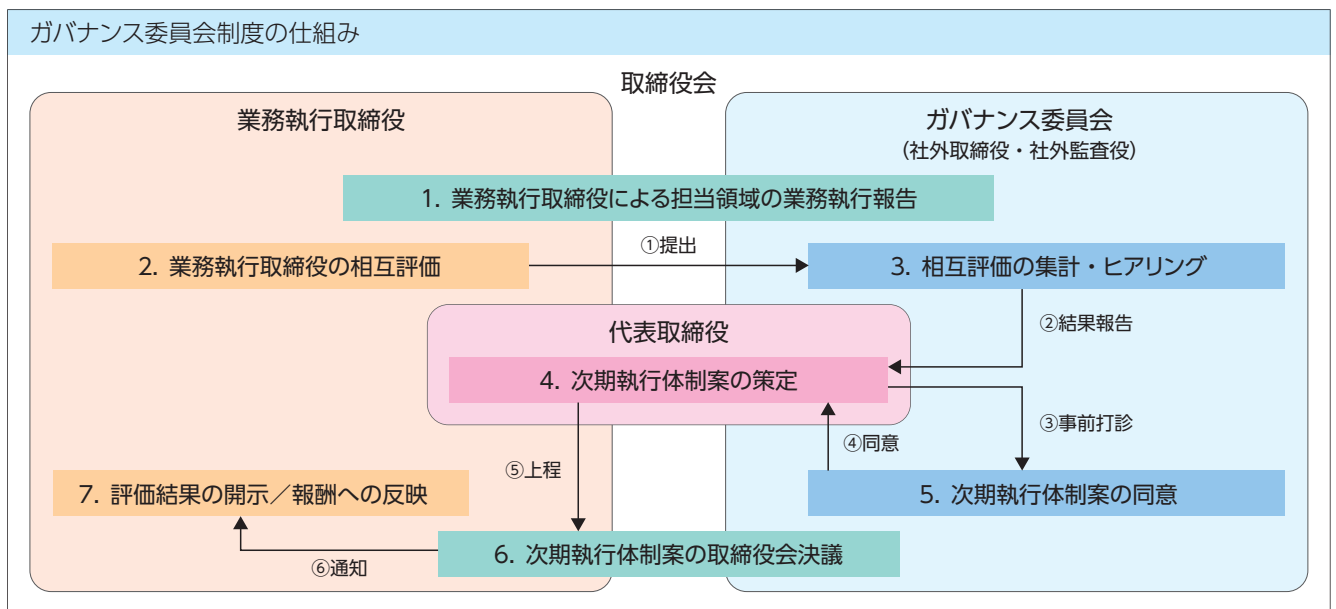 ガバナンス委員会制度の仕組み
取締役会
業務執行取締役
ガバナンス委員会
(社外取締役・社外監査役)
1. 業務執行取締役による担当領域の業務執行報告
2. 業務執行取締役の相互評価
①提出
3. 相互評価の集計・ヒアリング
②結果報告
代表取締役
4. 次期執行体制案の策定
③事前打診
④同意
5. 次期執行体制案の同意
⑤上程
6. 次期執行体制案の取締役会決議
⑥通知
7. 評価結果の開示／報酬への反映